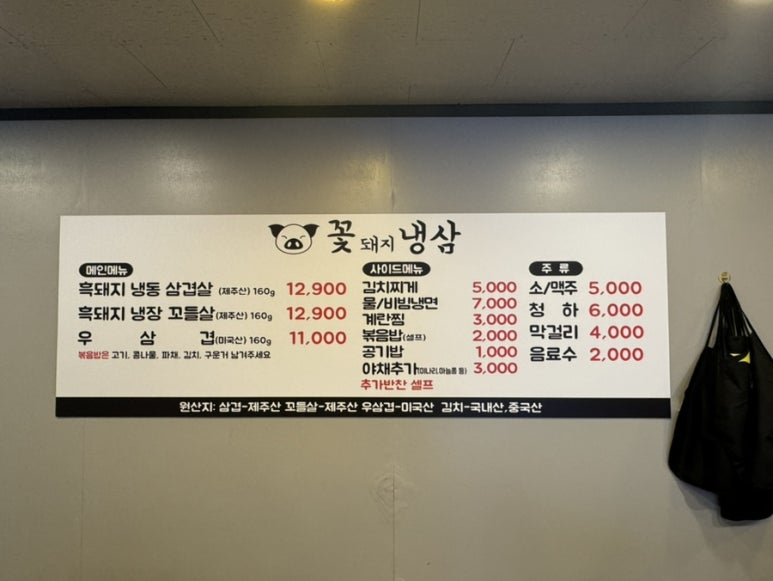 꽃돼지냉삼
메인메뉴
흑돼지 냉동 삼겹살 (제주산) 160g 12,900
흑돼지 냉장 꼬들살(제주산) 160g 12,900
우 삼 겹(미국산) 160g 11,000
볶음밥은 고기, 콩나물, 파채, 김치, 구운거 남겨주세요
사이드메뉴
김치찌게 5,000
물/비빔냉면 7,000
계란찜 3,000
볶음밥(셀프) 2,000
공기밥 1,000
야채추가(미나리,마늘쫑 등) 3,000
추가반찬 셀프
주 류
소/맥주 5,000
청 하 6,000
막걸리 4,000
음료수 2,000
원산지: 삼겹-제주산 꼬들살-제주산 우삼겹-미국산 김치-국내산,중국산